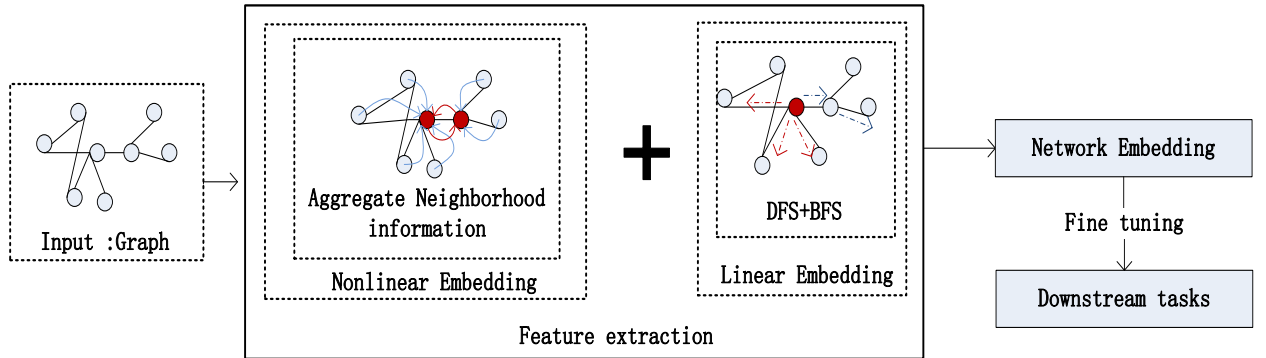 Input :Graph
Aggregate Neighborhood
information
Nonlinear Embedding
+
DFS+BFS
Linear Embedding
Feature extraction
Network Embedding
Fine tuning
Downstream tasks